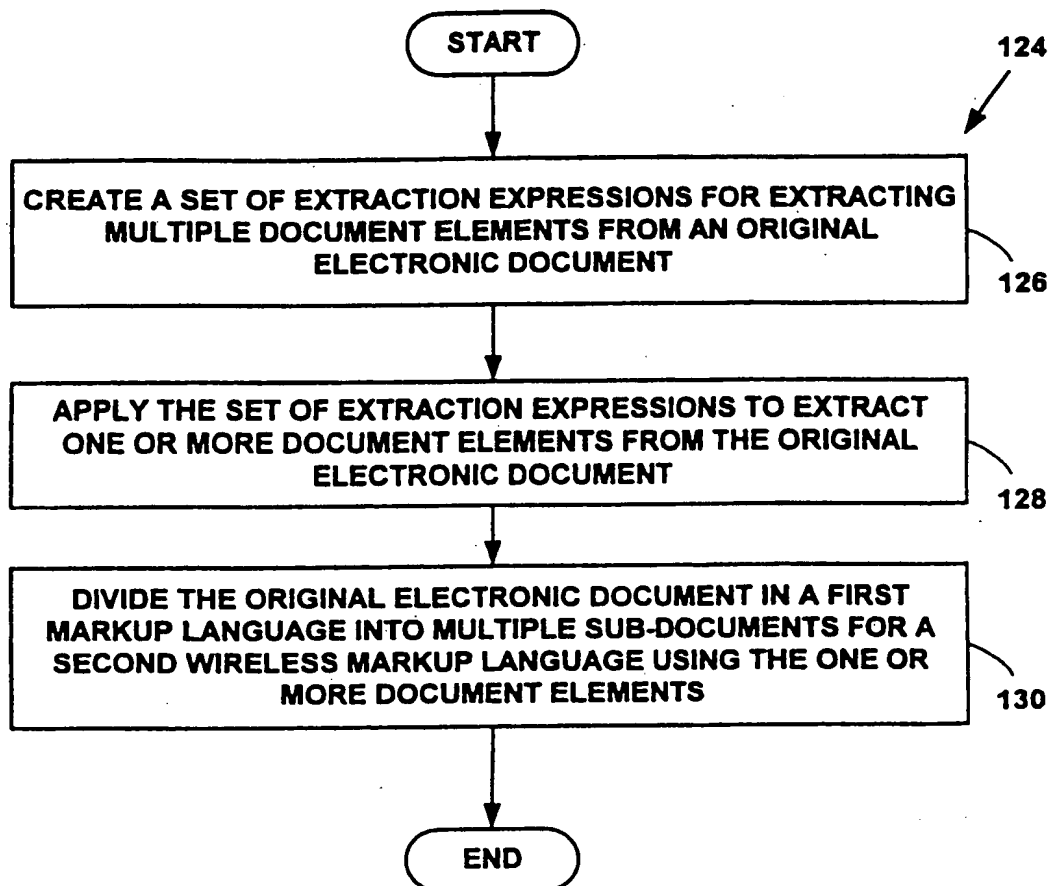 START
124
CREATE A SET OF EXTRACTION EXPRESSIONS FOR EXTRACTING
MULTIPLE DOCUMENT ELEMENTS FROM AN ORIGINAL
ELECTRONIC DOCUMENT
126
APPLY THE SET OF EXTRACTION EXPRESSIONS TO EXTRACT
ONE OR MORE DOCUMENT ELEMENTS FROM THE ORIGINAL
ELECTRONIC DOCUMENT
128
DIVIDE THE ORIGINAL ELECTRONIC DOCUMENT IN A FIRST
MARKUP LANGUAGE INTO MULTIPLE SUB-DOCUMENTS FOR A
SECOND WIRELESS MARKUP LANGUAGE USING THE ONE OR
MORE DOCUMENT ELEMENTS
130
END